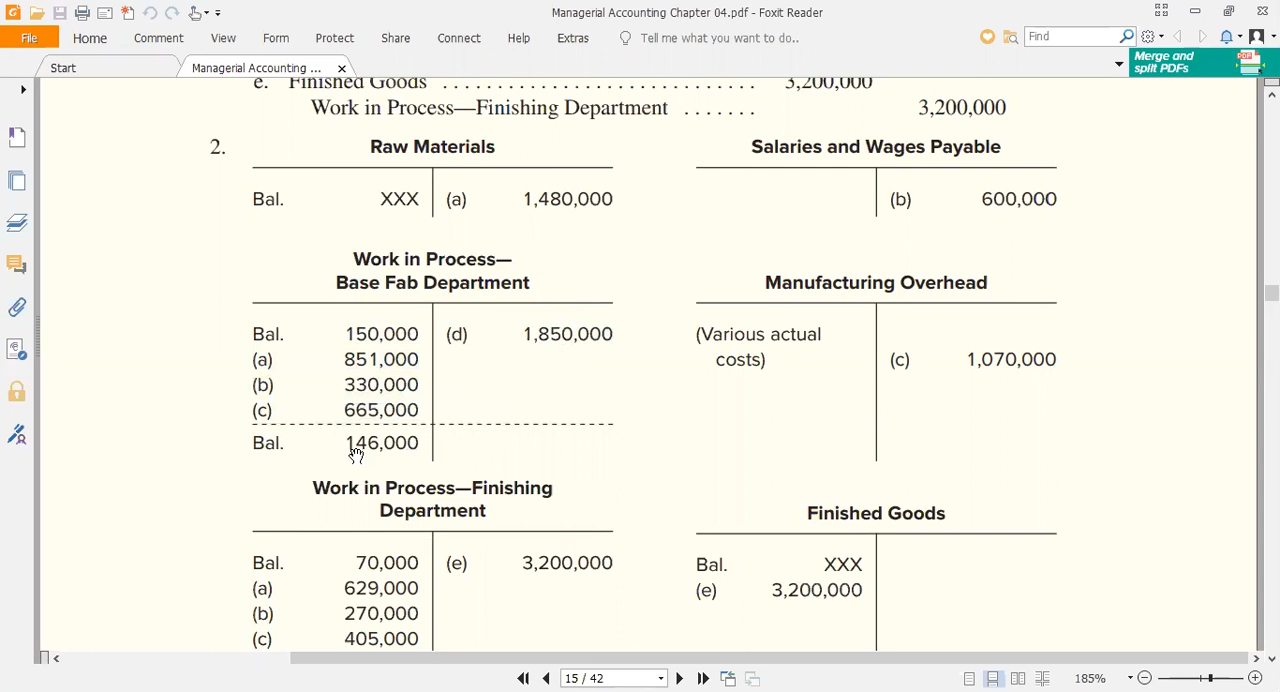 Managerial Accounting Chapter 04.pdf - Foxit Reader
File Home Comment View Form Protect Share Connect Help Extras Tell me what you want to do.. Find
Start Managerial Accounting ... Merge and
split PDFs
e. Finished Goods . . . . . . . . . . . . . . . . . . . . . . . . . . . . . 3,200,000
Work in Process—Finishing Department . . . . . . . 3,200,000
2. Raw Materials Salaries and Wages Payable
Bal. XXX (a) 1,480,000 (b) 600,000
Work in Process—
Base Fab Department Manufacturing Overhead
Bal. 150,000 (d) 1,850,000 (Various actual
(a) 851,000 costs) (c) 1,070,000
(b) 330,000
(c) 665,000
Bal. 146,000
Work in Process—Finishing
Department Finished Goods
Bal. 70,000 (e) 3,200,000 Bal. XXX
(a) 629,000 (e) 3,200,000
(b) 270,000
(c) 405,000
15 / 42 185%